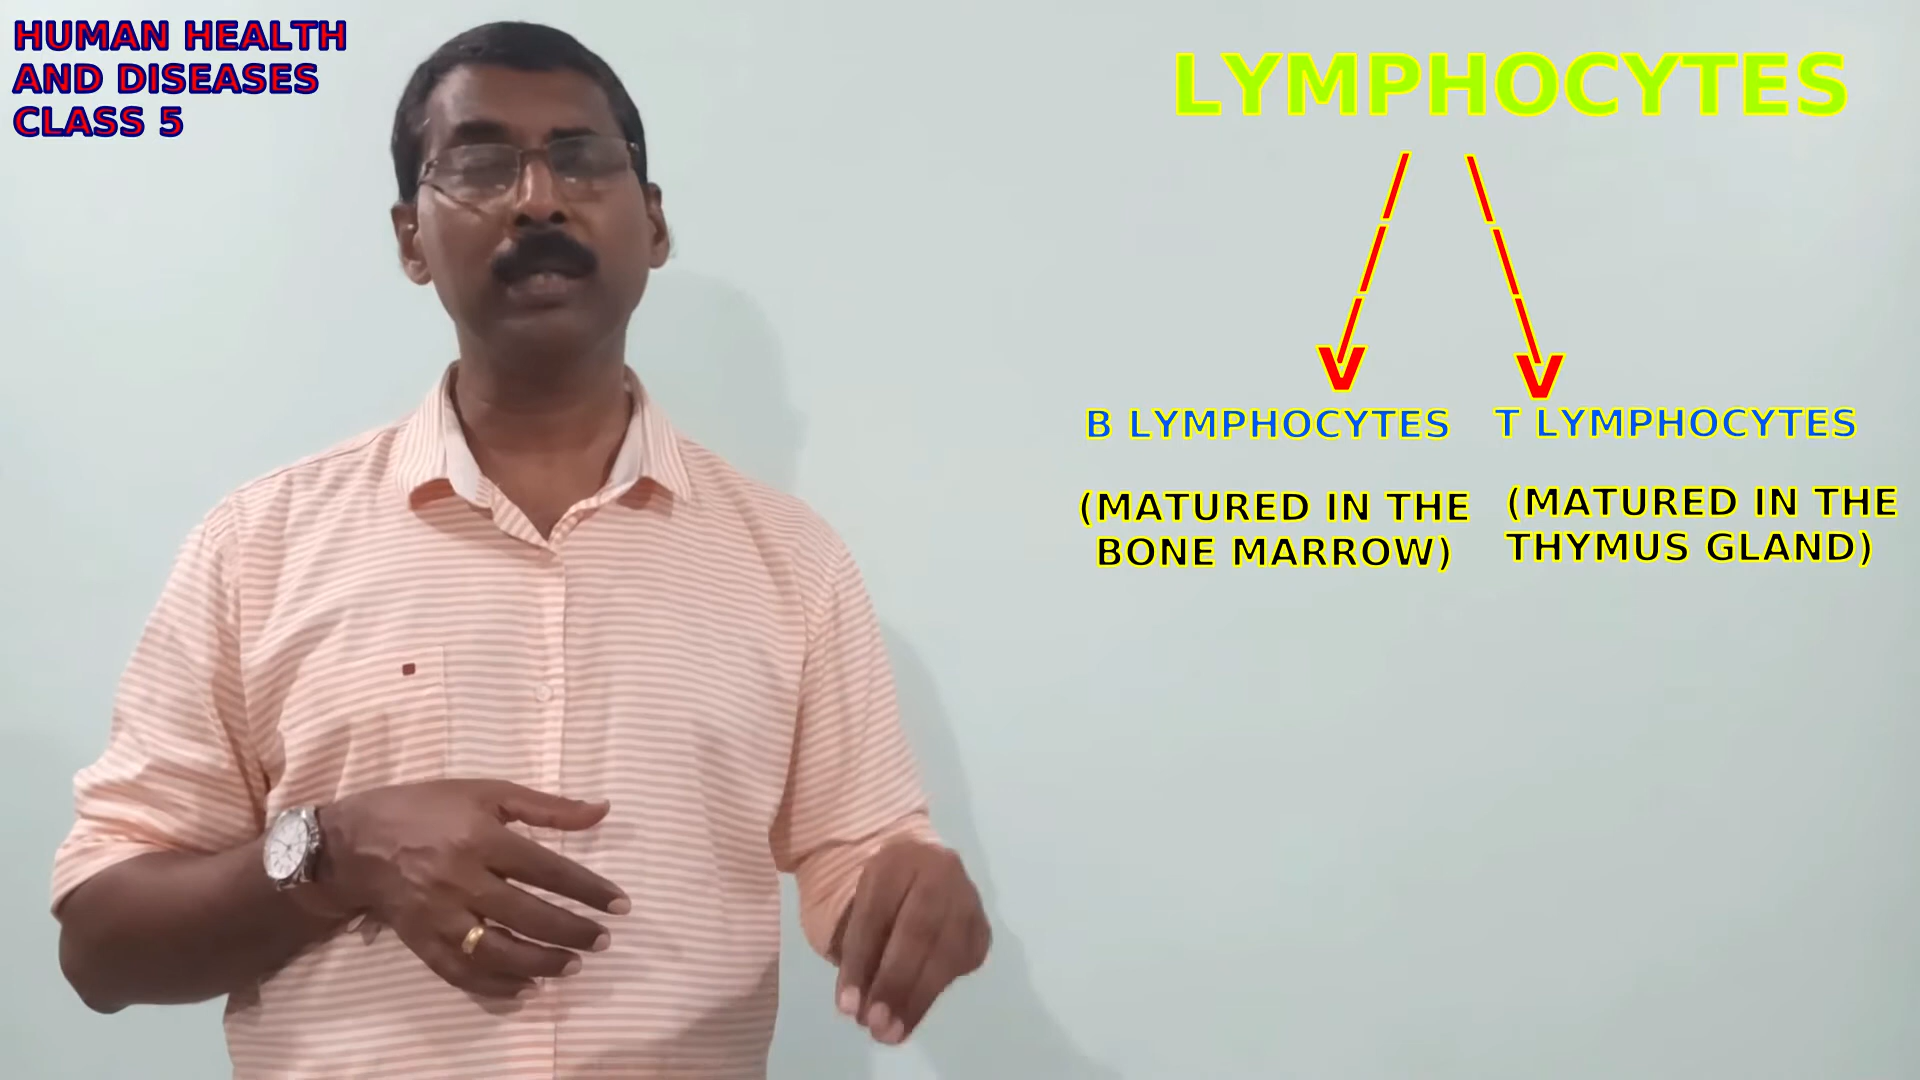 HUMAN HEALTH
AND DISEASES
CLASS 5
LYMPHOCYTES
B LYMPHOCYTES
(MATURED IN THE
BONE MARROW)
T LYMPHOCYTES
(MATURED IN THE
THYMUS GLAND)